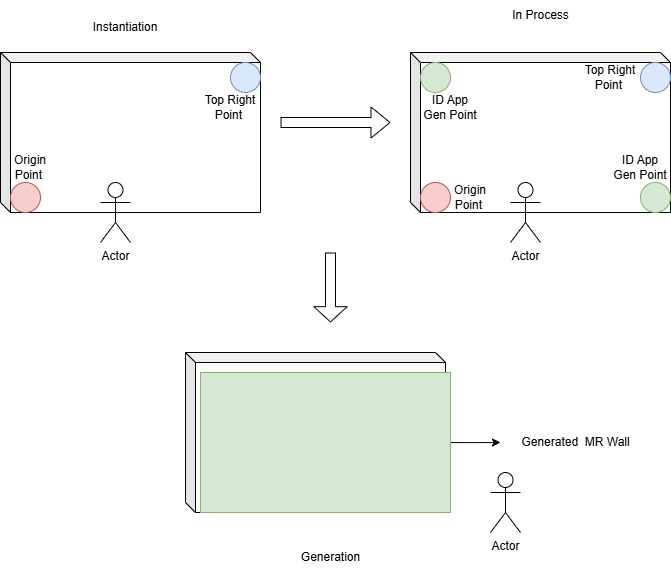 Instantiation
In Process
Top Right
Point
Origin
Point
Actor
ID App
Gen Point
Top Right
Point
Origin
Point
ID App
Gen Point
Actor
Generated  MR Wall
Actor
Generation